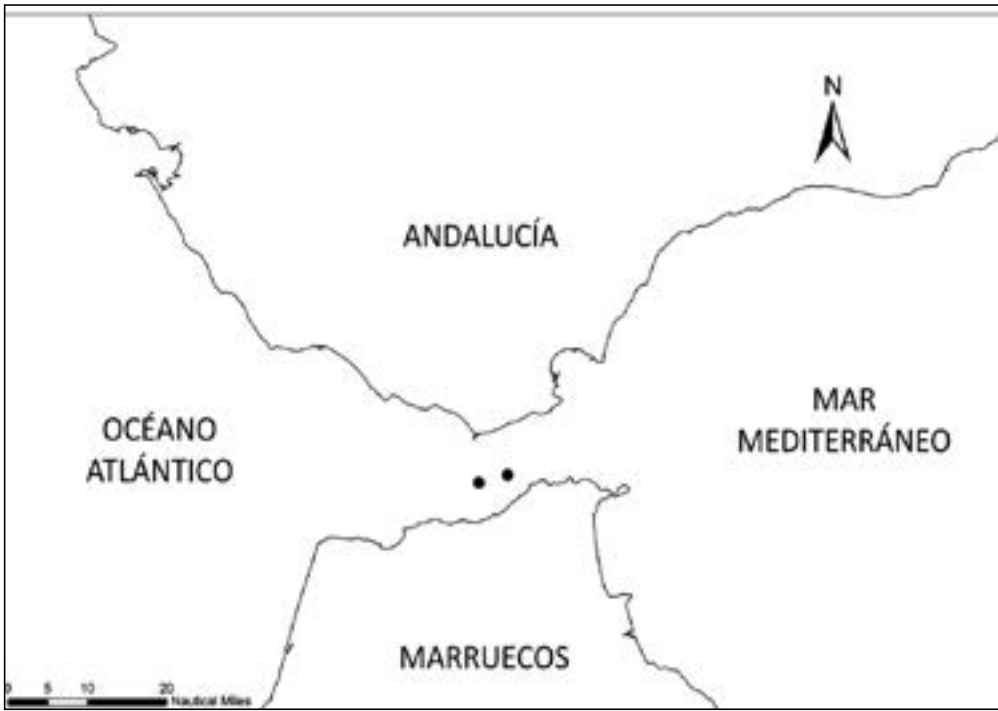 N
ANDALUCÍA
OCÉANO
ATLÁNTICO
MAR
MEDITERRÁNEO
MARRUECOS
0 5 10 20
Nautical Miles